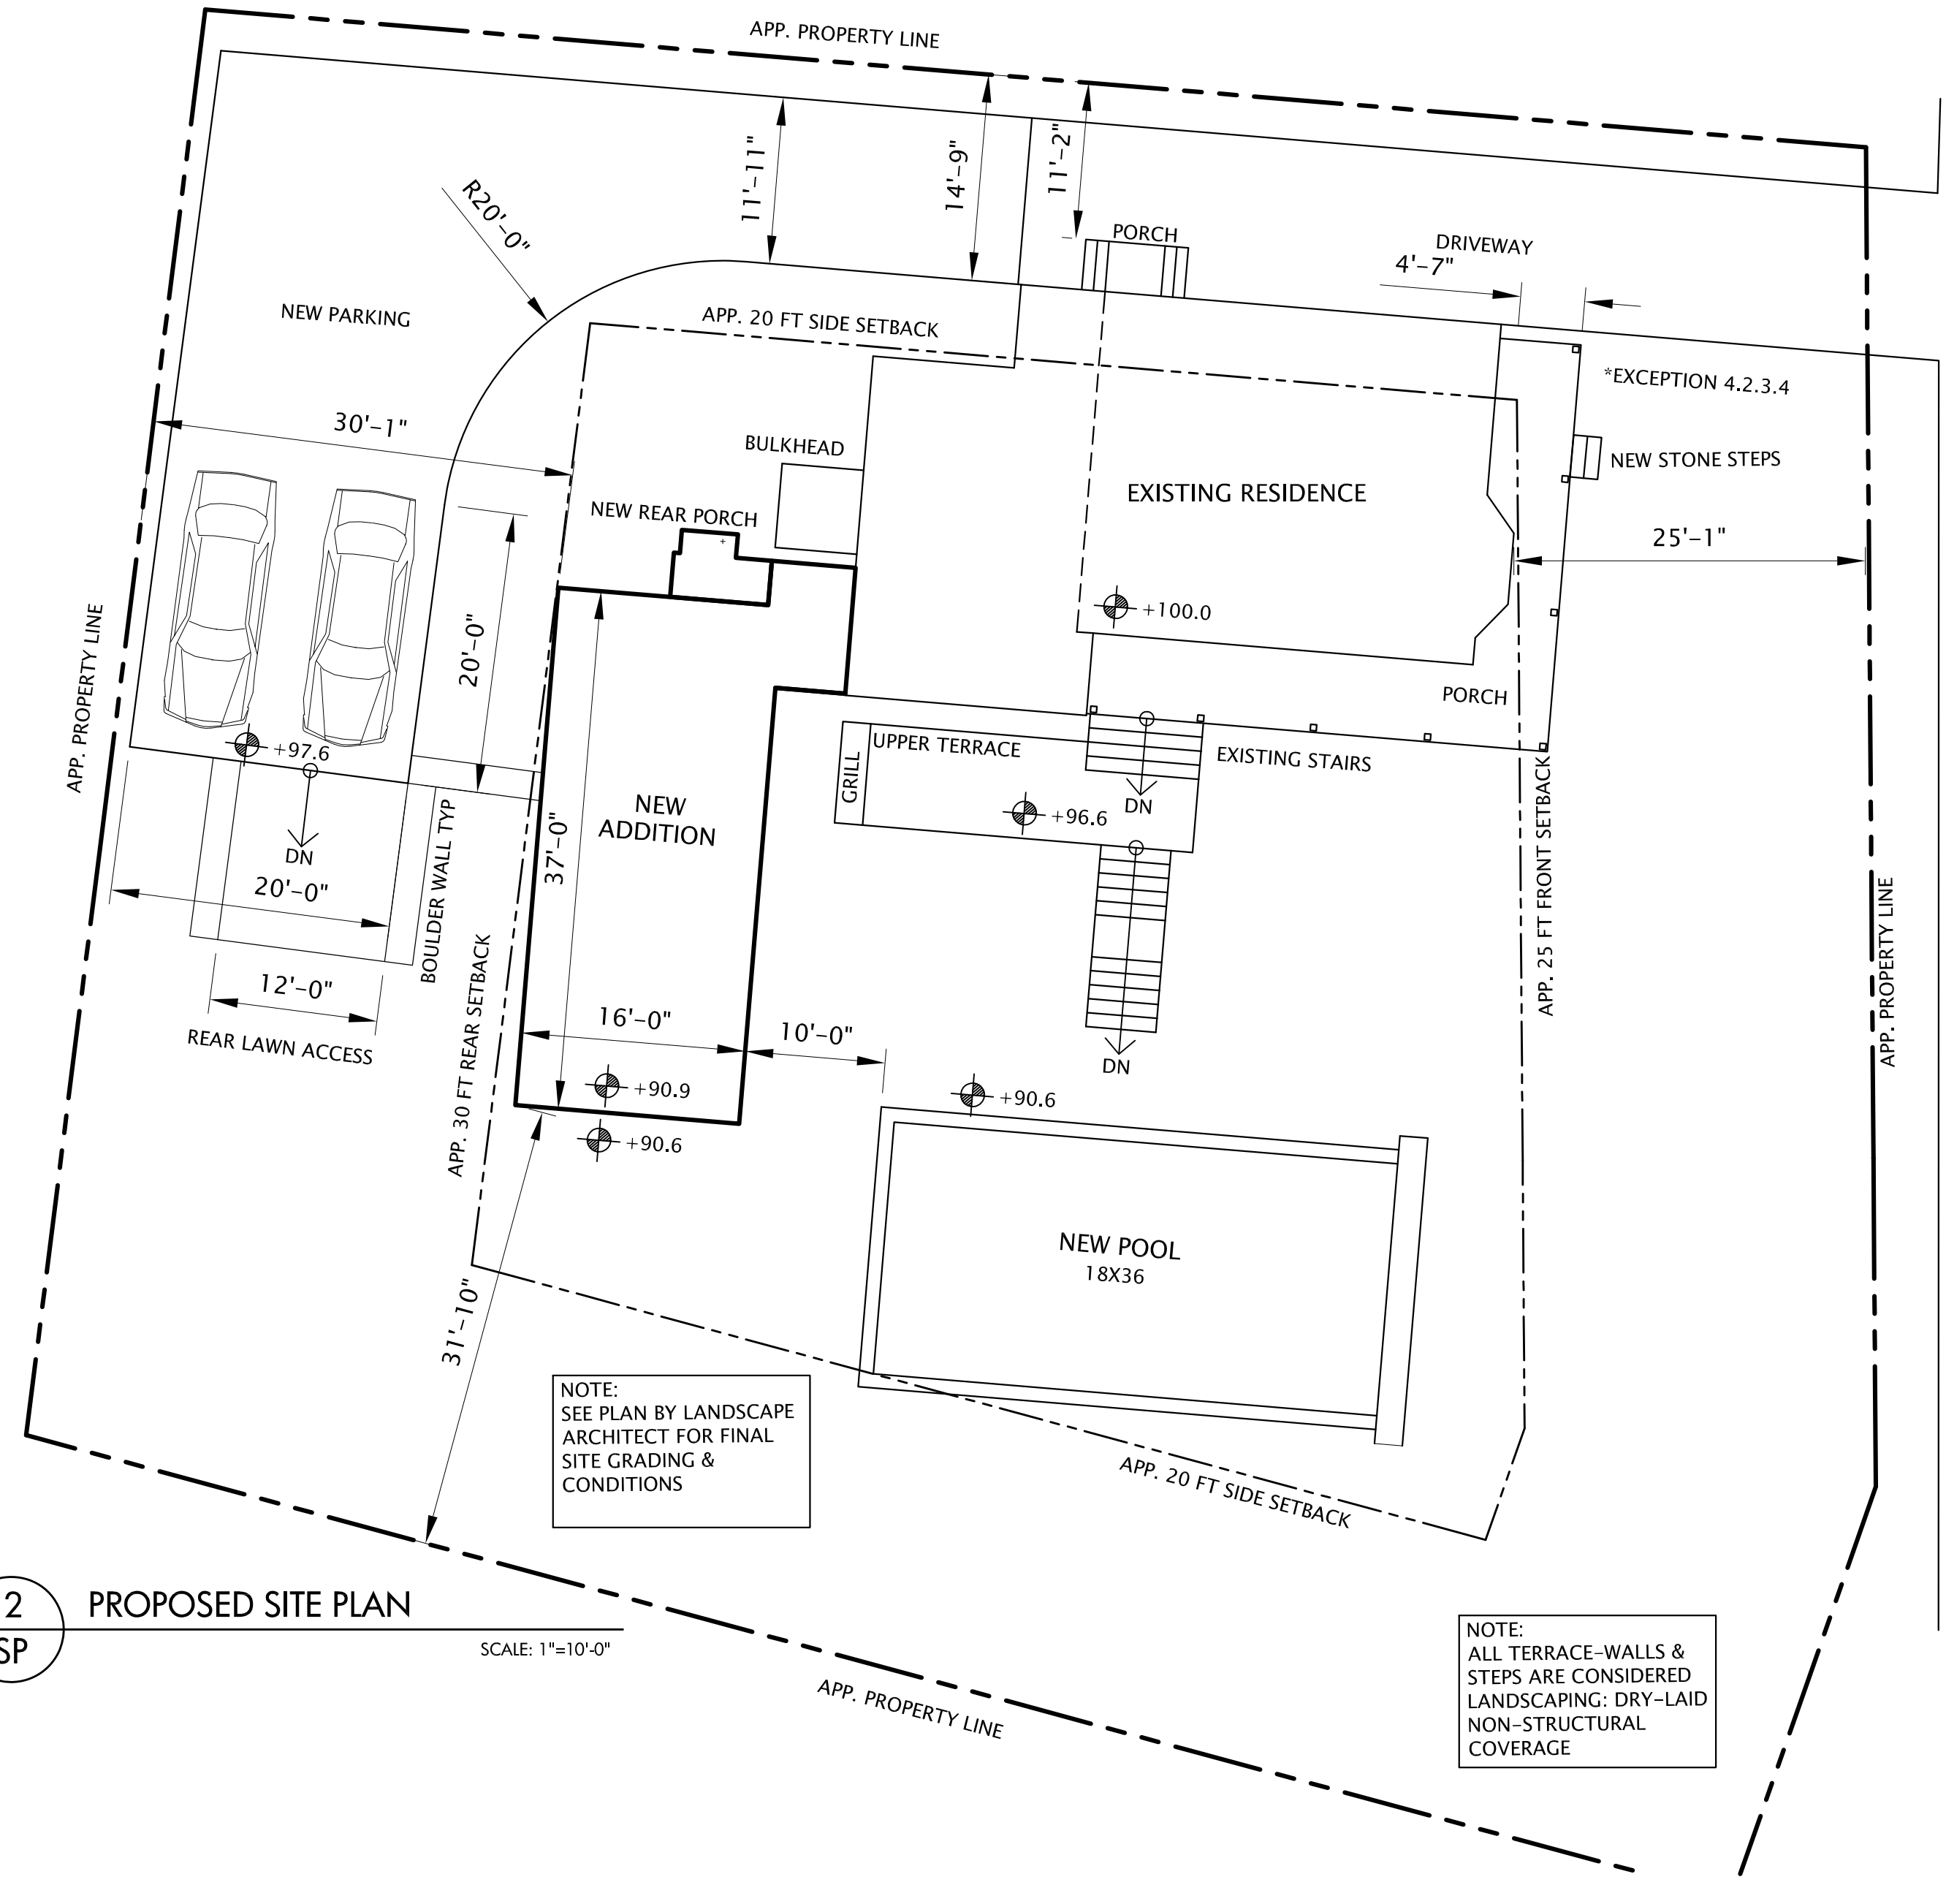 APP. PROPERTY LINE
11'-11"
14'-9"
11'-2"
R20'-0"
PORCH
DRIVEWAY
4'-7"
NEW PARKING
APP. 20 FT SIDE SETBACK
*EXCEPTION 4.2.3.4
30'-1"
BULKHEAD
NEW STONE STEPS
EXISTING RESIDENCE
NEW REAR PORCH
25'-1"
+100.0
APP. PROPERTY LINE
20'-0"
PORCH
+97.6
UPPER TERRACE
EXISTING STAIRS
GRILL
DN
NEW
ADDITION
+96.6
37'-0"
DN
20'-0"
BOULDER WALL TYP
APP. 25 FT FRONT SETBACK
APP. PROPERTY LINE
12'-0"
REAR LAWN ACCESS
APP. 30 FT REAR SETBACK
16'-0"
10'-0"
DN
+90.9
+90.6
+90.6
NEW POOL
18X36
31'-10"
NOTE:
SEE PLAN BY LANDSCAPE
ARCHITECT FOR FINAL
SITE GRADING &
CONDITIONS
APP. 20 FT SIDE SETBACK
2
SP
PROPOSED SITE PLAN
SCALE: 1"=10'-0"
APP. PROPERTY LINE
NOTE:
ALL TERRACE-WALLS &
STEPS ARE CONSIDERED
LANDSCAPING: DRY-LAID
NON-STRUCTURAL
COVERAGE